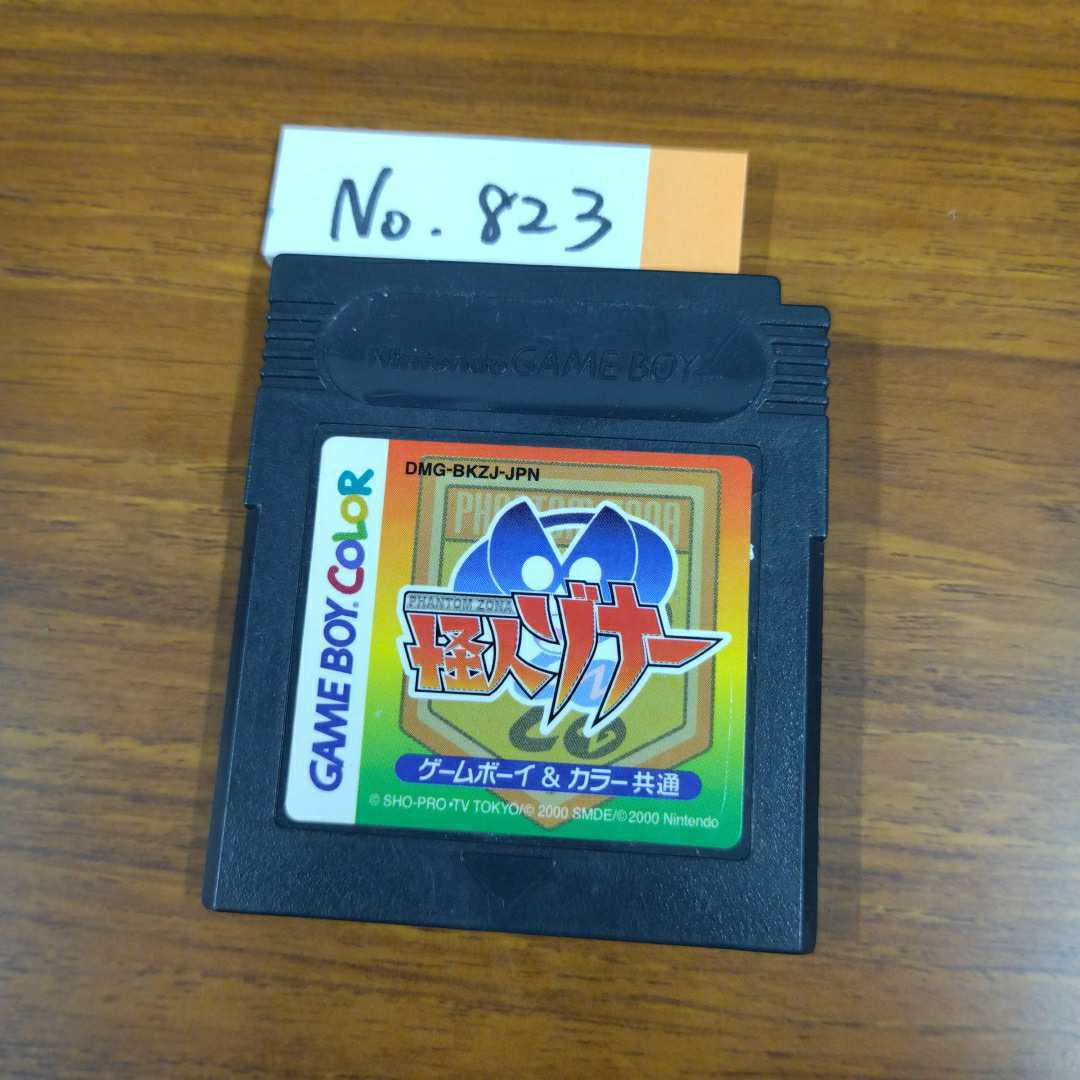 No. 823
Nintendo GAME BOY
GAME BOY COLOR
DMG-BKZJ-JPN
PHANTOM ZONA
怪人ゾナー
ゲームボーイ & カラー共通
© SHO-PRO•TV TOKYO/© 2000 SMDE/© 2000 Nintendo